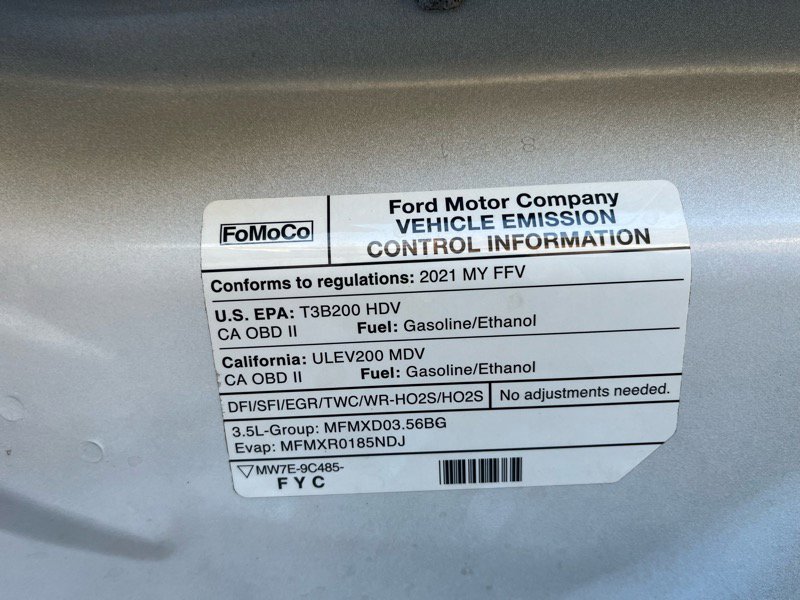 FoMoCo
Ford Motor Company
VEHICLE EMISSION
CONTROL INFORMATION
Conforms to regulations: 2021 MY FFV
U.S. EPA: T3B200 HDV
CA OBD II Fuel: Gasoline/Ethanol
California: ULEV200 MDV
CA OBD II Fuel: Gasoline/Ethanol
DFI/SFI/EGR/TWC/WR-HO2S/HO2S No adjustments needed.
3.5L-Group: MFMXD03.56BG
Evap: MFMXR0185NDJ
MW7E-9C485-
F Y C